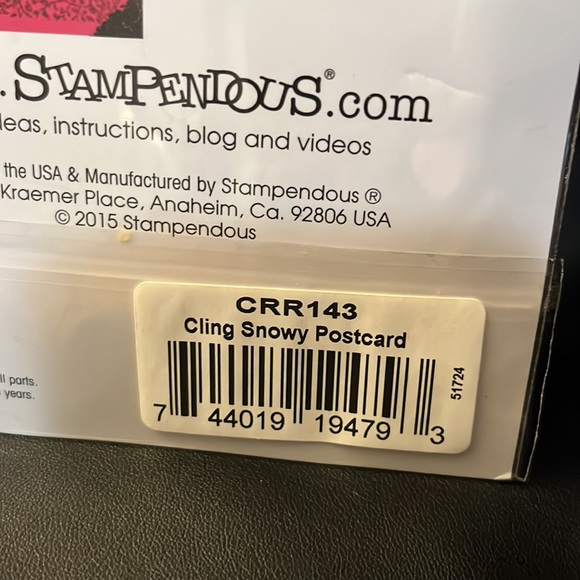 . STAMPENDOUS®.com
deas, instructions, blog and videos
the USA & Manufactured by Stampendous ®
Kraemer Place, Anaheim, Ca. 92806 USA
© 2015 Stampendous
ll parts.
years.
CRR143
Cling Snowy Postcard
7 44019 19479 3
51724